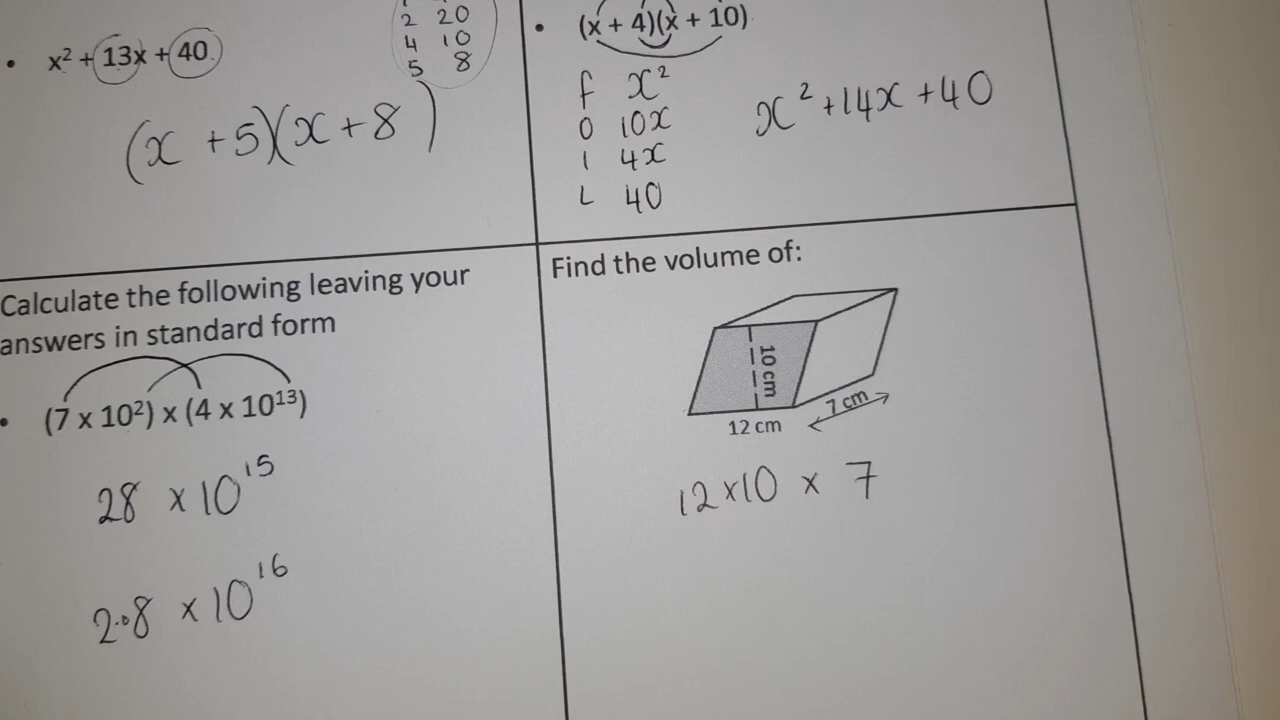 2 20
4 10
5 8
• x² + 13x + 40
(x + 5)(x + 8)
• (x + 4)(x + 10)
F x²
O 10x
I 4x
L 40
x² + 14x + 40
Calculate the following leaving your
answers in standard form
• (7 x 10²) x (4 x 10¹³)
28 x 10¹⁵
2.8 x 10¹⁶
Find the volume of:
10 cm
7 cm
12 cm
12 x 10 x 7